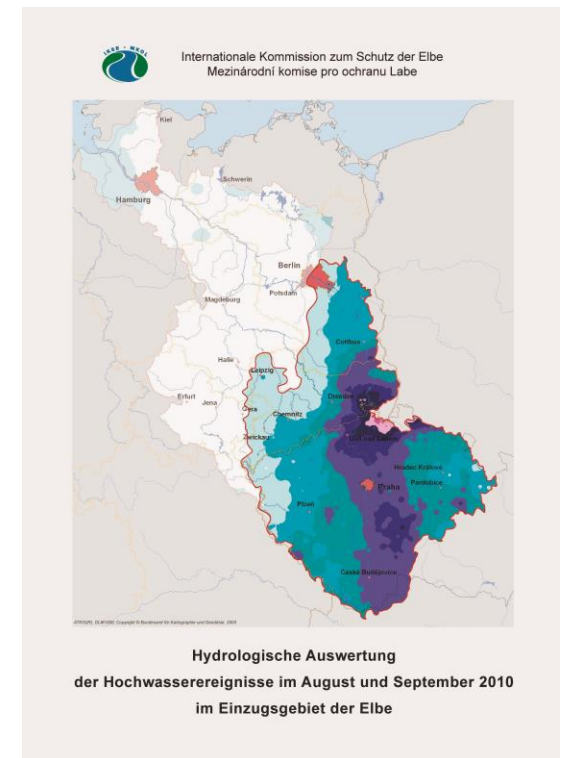 IKSE • MKOL
Internationale Kommission zum Schutz der Elbe
Mezinárodní komise pro ochranu Labe
Kiel
Schwerin
Hamburg
Berlin
Potsdam
Magdeburg
Cottbus
Halle
Leipzig
Dresden
Erfurt
Jena
Gera
Chemnitz
Zwickau
Ústí nad Labem
Hradec Králové
Pardubice
Praha
Plzeň
České Budějovice
Hydrologische Auswertung
der Hochwasserereignisse im August und September 2010
im Einzugsgebiet der Elbe